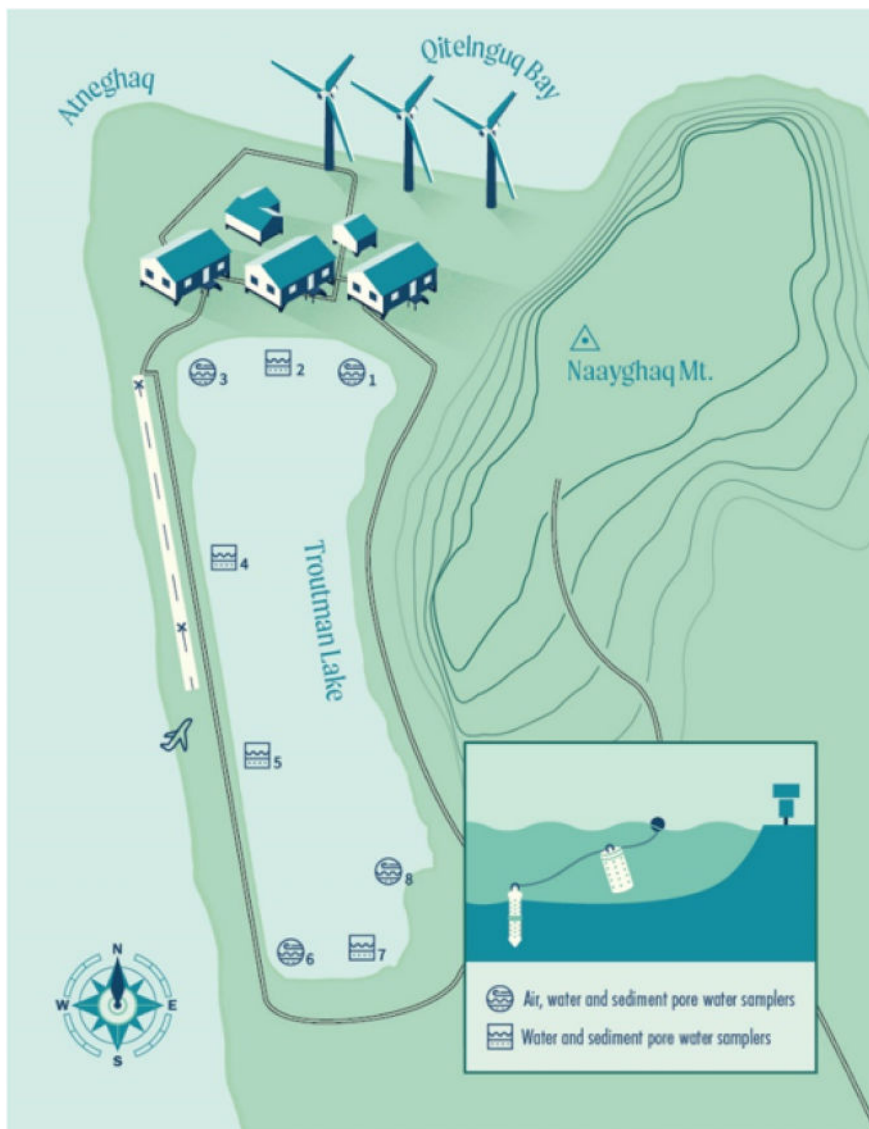 Atneghaq
Qitelnguq Bay
Naayghaq Mt.
3
2
1
4
Troutman Lake
5
8
6
7
N
W
E
S
Air, water and sediment pore water samplers
Water and sediment pore water samplers